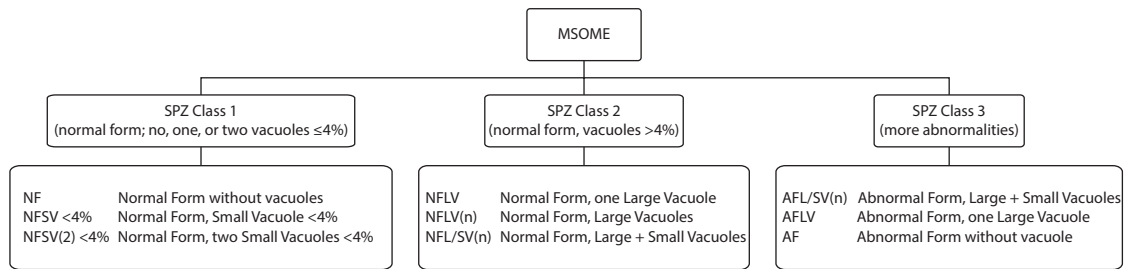 MSOME
SPZ Class 1
(normal form; no, one, or two vacuoles ≤4%)
SPZ Class 2
(normal form, vacuoles >4%)
SPZ Class 3
(more abnormalities)
NF Normal Form without vacuoles
NFSV <4% Normal Form, Small Vacuole <4%
NFSV(2) <4% Normal Form, two Small Vacuoles <4%
NFLV Normal Form, one Large Vacuole
NFLV(n) Normal Form, Large Vacuoles
NFL/SV(n) Normal Form, Large + Small Vacuoles
AFL/SV(n) Abnormal Form, Large + Small Vacuoles
AFLV Abnormal Form, one Large Vacuole
AF Abnormal Form without vacuole